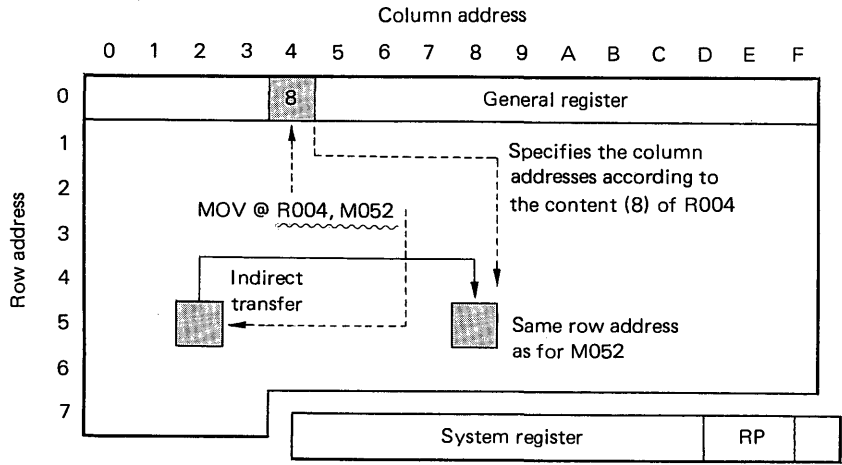 Column address
0 1 2 3 4 5 6 7 8 9 A B C D E F
0 8 General register
1
Specifies the column
addresses according to
the content (8) of R004
2
MOV @ R004, M052
3
4
Indirect
transfer
5
Same row address
as for M052
6
7
System register RP
Row address